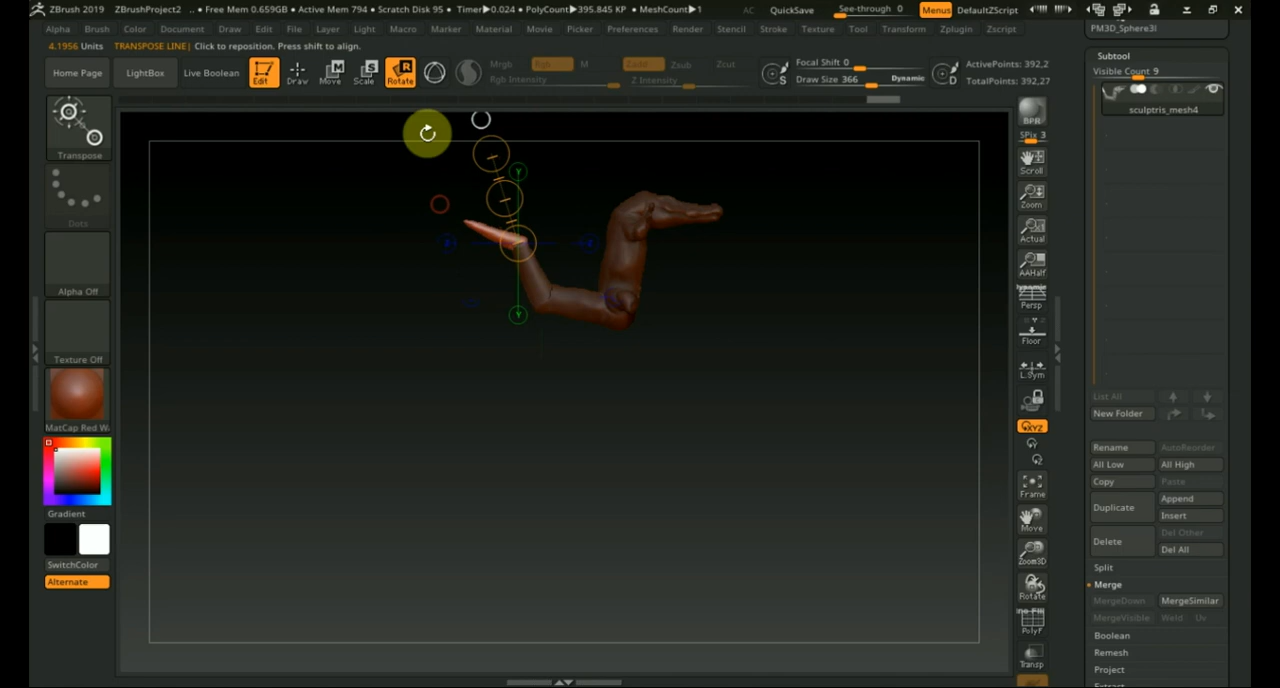 ZBrush 2019 ZBrushProject2 .. • Free Mem 0.659GB • Active Mem 794 • Scratch Disk 95 • Timer▶0.024 • PolyCount▶395.845 KP • MeshCount▶1 AC QuickSave See-through 0 Menus DefaultZScript
Alpha Brush Color Document Draw Edit File Layer Light Macro Marker Material Movie Picker Preferences Render Stencil Stroke Texture Tool Transform Zplugin Zscript
PM3D_Sphere3
4.1956 Units TRANSPOSE LINE| Click to reposition. Press shift to align.
Subtool
Visible Count 9
Home Page LightBox Live Boolean Edit Draw Move Scale Rotate
Mrgb Rgb M Zadd Zsub Zcut
Rgb Intensity Z Intensity
Focal Shift 0
Draw Size 366 Dynamic
ActivePoints: 392,2
TotalPoints: 392,27
sculptris_mesh4
Transpose
Dots
Alpha Off
Texture Off
MatCap Red W
Gradient
SwitchColor
Alternate
Y
Y
BPR
SPix 3
Scroll
Zoom
Actual
AAHalf
Dynamic
Persp
Floor
L.Sym
XYZ
Frame
Move
Zoom3D
Rotate
Line Fill
PolyF
Transp
List All
New Folder
Rename AutoReorder
All Low All High
Copy Paste
Duplicate Append
Insert
Delete Del Other
Del All
Split
Merge
MergeDown MergeSimilar
MergeVisible Weld Uv
Boolean
Remesh
Project
Extract